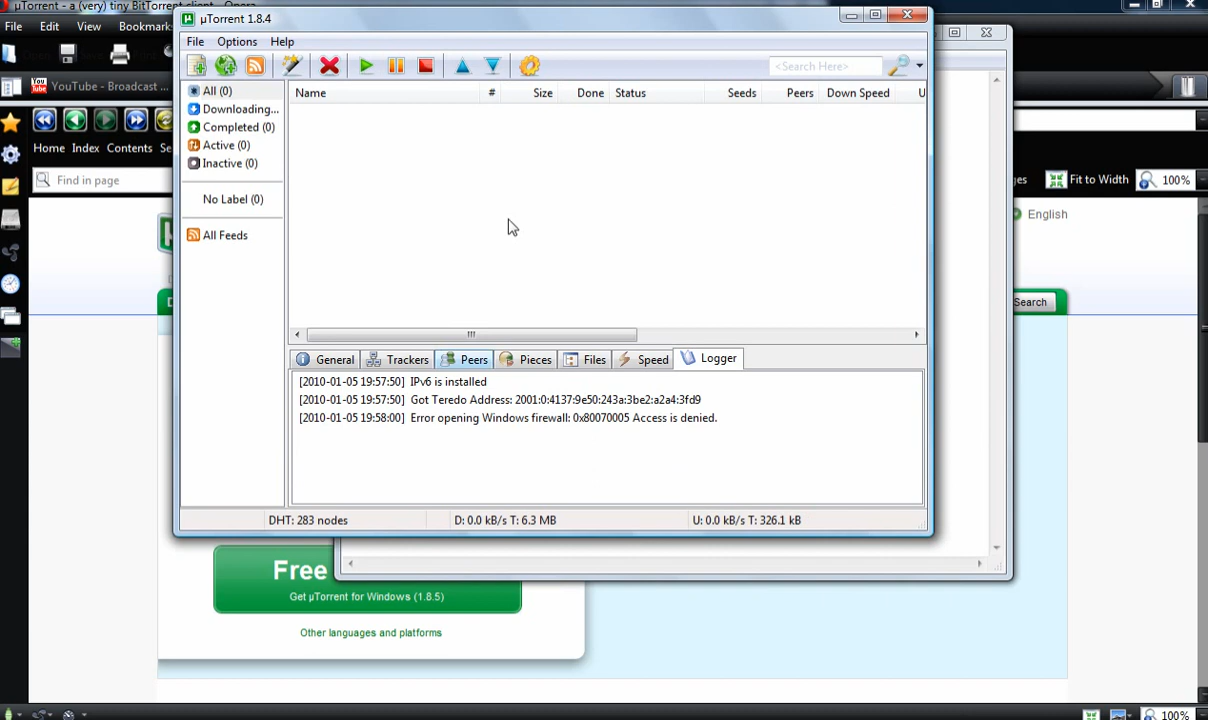 µTorrent - a (very) tiny BitTorrent client - Opera
File Edit View Bookmarks
YouTube - Broadcast ...
Home Index Contents
Find in page
Fit to Width 100%
English
Search
µTorrent 1.8.4
File Options Help
<Search Here>
All (0)
Downloading...
Completed (0)
Active (0)
Inactive (0)
No Label (0)
All Feeds
Name # Size Done Status Seeds Peers Down Speed U
General Trackers Peers Pieces Files Speed Logger
[2010-01-05 19:57:50] IPv6 is installed
[2010-01-05 19:57:50] Got Teredo Address: 2001:0:4137:9e50:243a:3be2:a2a4:3fd9
[2010-01-05 19:58:00] Error opening Windows firewall: 0x80070005 Access is denied.
DHT: 283 nodes D: 0.0 kB/s T: 6.3 MB U: 0.0 kB/s T: 326.1 kB
Free
Get µTorrent for Windows (1.8.5)
Other languages and platforms
100%